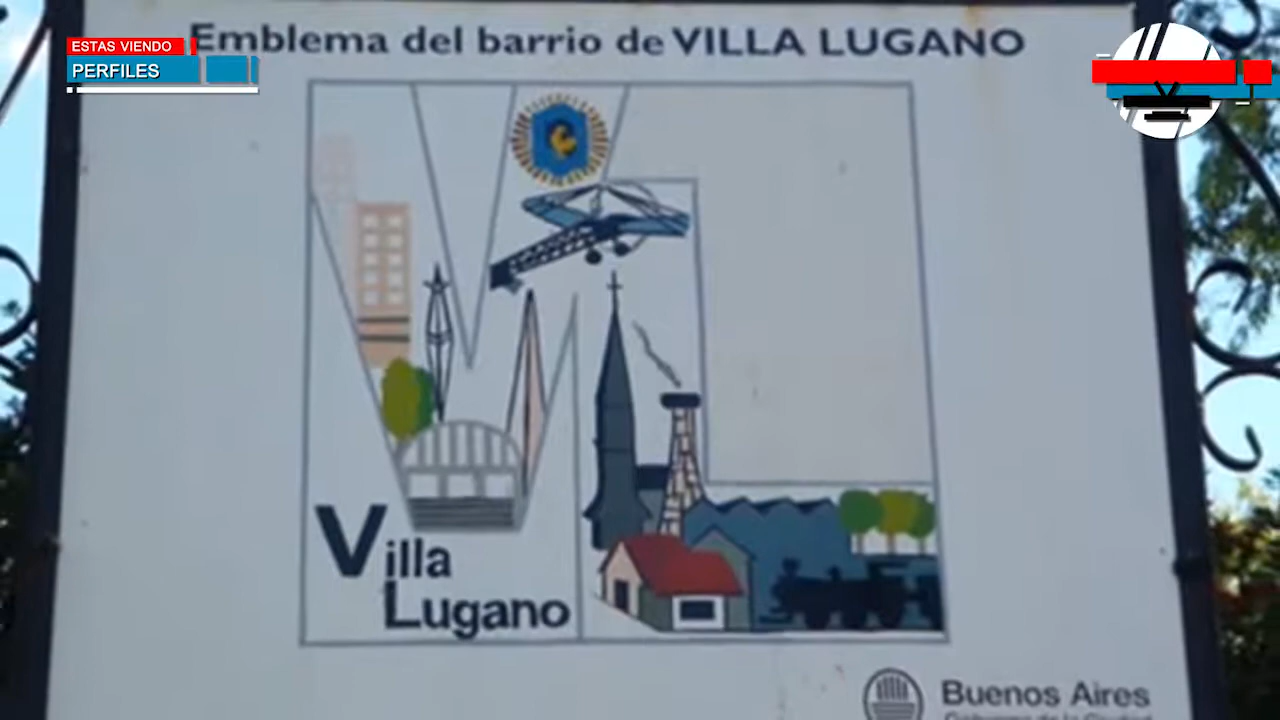 Emblema del barrio de VILLA LUGANO
ESTAS VIENDO
PERFILES
Villa
Lugano
Buenos Aires